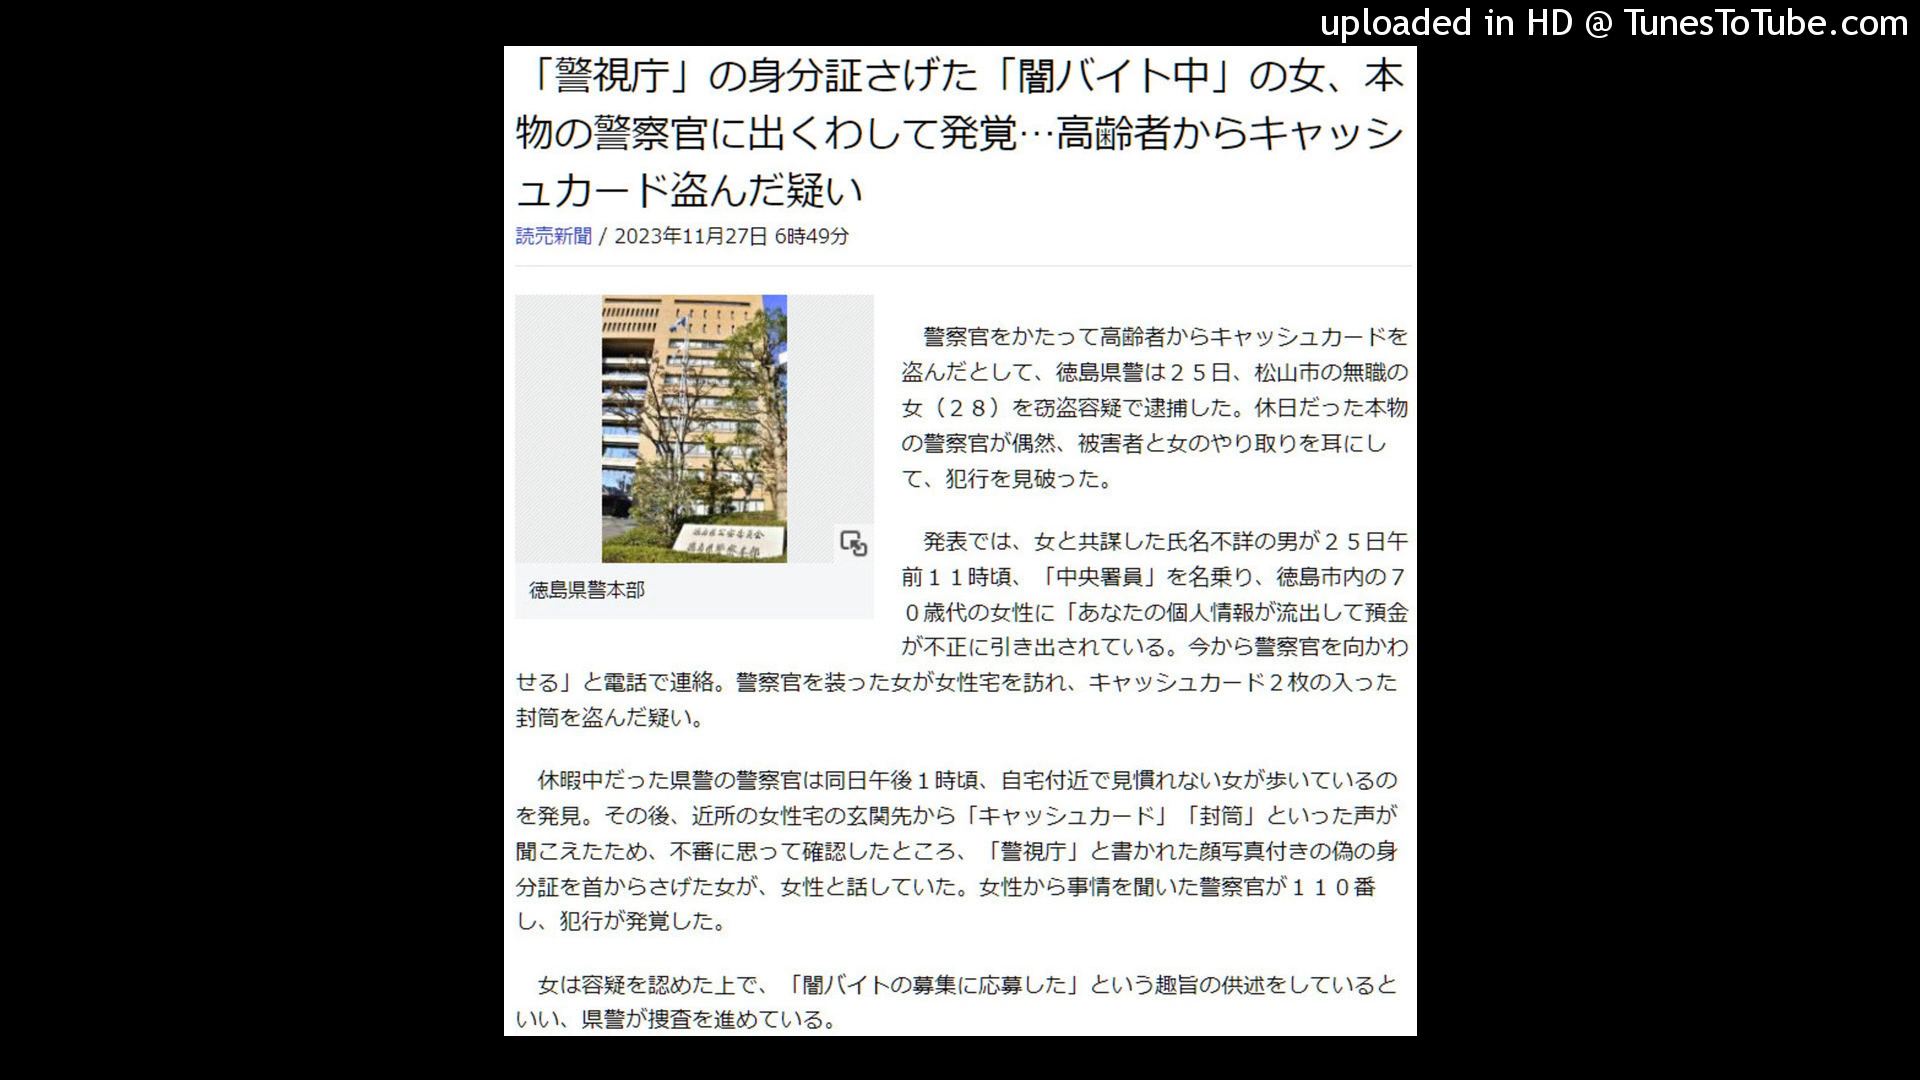 uploaded in HD @ TunesToTube.com
「警視庁」の身分証さげた「闇バイト中」の女、本
物の警察官に出くわして発覚…高齢者からキャッシ
ュカード盗んだ疑い
読売新聞 / 2023年11月27日 6時49分
徳島県公安委員会
徳島県警察本部
徳島県警本部
　警察官をかたって高齢者からキャッシュカードを
盗んだとして、徳島県警は２５日、松山市の無職の
女（２８）を窃盗容疑で逮捕した。休日だった本物
の警察官が偶然、被害者と女のやり取りを耳にし
て、犯行を見破った。
　発表では、女と共謀した氏名不詳の男が２５日午
前１１時頃、「中央署員」を名乗り、徳島市内の７
０歳代の女性に「あなたの個人情報が流出して預金
が不正に引き出されている。今から警察官を向かわ
せる」と電話で連絡。警察官を装った女が女性宅を訪れ、キャッシュカード２枚の入った
封筒を盗んだ疑い。
　休暇中だった県警の警察官は同日午後１時頃、自宅付近で見慣れない女が歩いているの
を発見。その後、近所の女性宅の玄関先から「キャッシュカード」「封筒」といった声が
聞こえたため、不審に思って確認したところ、「警視庁」と書かれた顔写真付きの偽の身
分証を首からさげた女が、女性と話していた。女性から事情を聞いた警察官が１１０番
し、犯行が発覚した。
　女は容疑を認めた上で、「闇バイトの募集に応募した」という趣旨の供述をしていると
いい、県警が捜査を進めている。